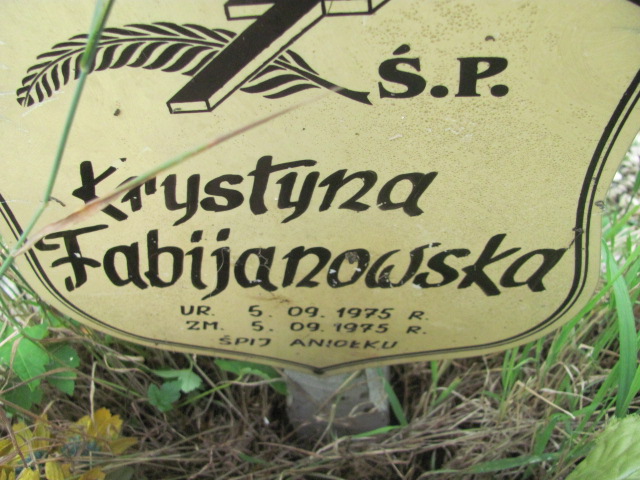 Ś.P.
Krystyna
Fabijanowska
UR. 5. 09. 1975 R.
ZM. 5. 09. 1975 R.
ŚPIJ ANIOŁKU